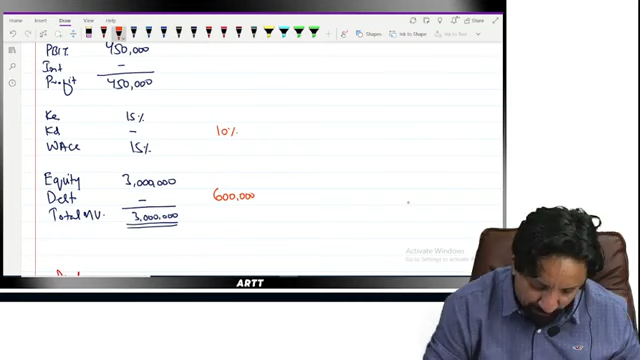 File Home Insert Draw View Help
Share
Shapes Ink to Shape Ink to Text
PBIT 450,000
Int -
Profit 450,000
Ke 15%
Kd - 10%
WACC 15%
Equity 3,000,000
Debt - 600,000
Total MV. 3,000,000
Activate Windows
Go to Settings to activate
ARTT